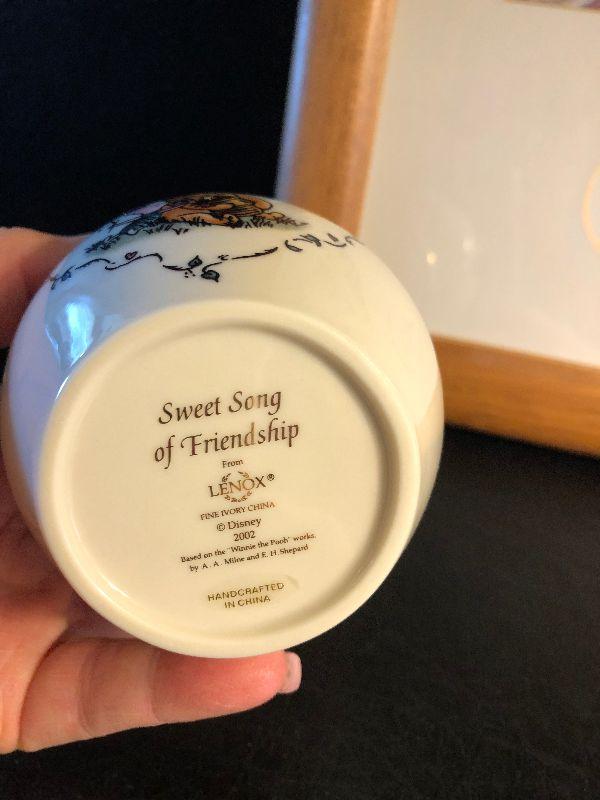 Sweet Song
of Friendship
From
LENOX®
FINE IVORY CHINA
© Disney
2002
Based on the "Winnie the Pooh" works,
by A. A. Milne and E. H. Shepard
HANDCRAFTED
IN CHINA